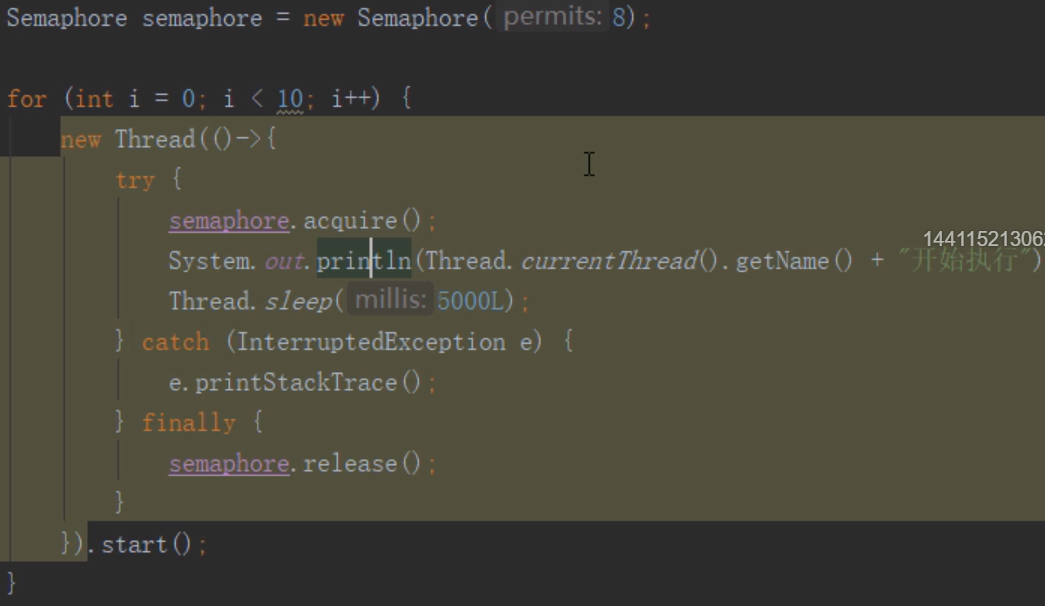 Semaphore semaphore = new Semaphore( permits: 8);
for (int i = 0; i < 10; i++) {
new Thread(()->{
try {
semaphore.acquire();
System.out.println(Thread.currentThread().getName() + "开始执行")
Thread.sleep( millis: 5000L);
} catch (InterruptedException e) {
e.printStackTrace();
} finally {
semaphore.release();
}
}).start();
}
144115213062